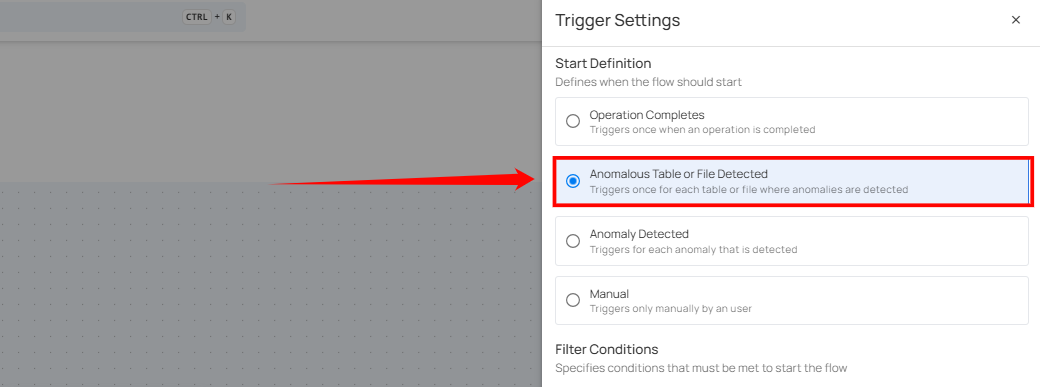 CTRL + K
Trigger Settings
Start Definition
Defines when the flow should start
Operation Completes
Triggers once when an operation is completed
Anomalous Table or File Detected
Triggers once for each table or file where anomalies are detected
Anomaly Detected
Triggers for each anomaly that is detected
Manual
Triggers only manually by an user
Filter Conditions
Specifies conditions that must be met to start the flow